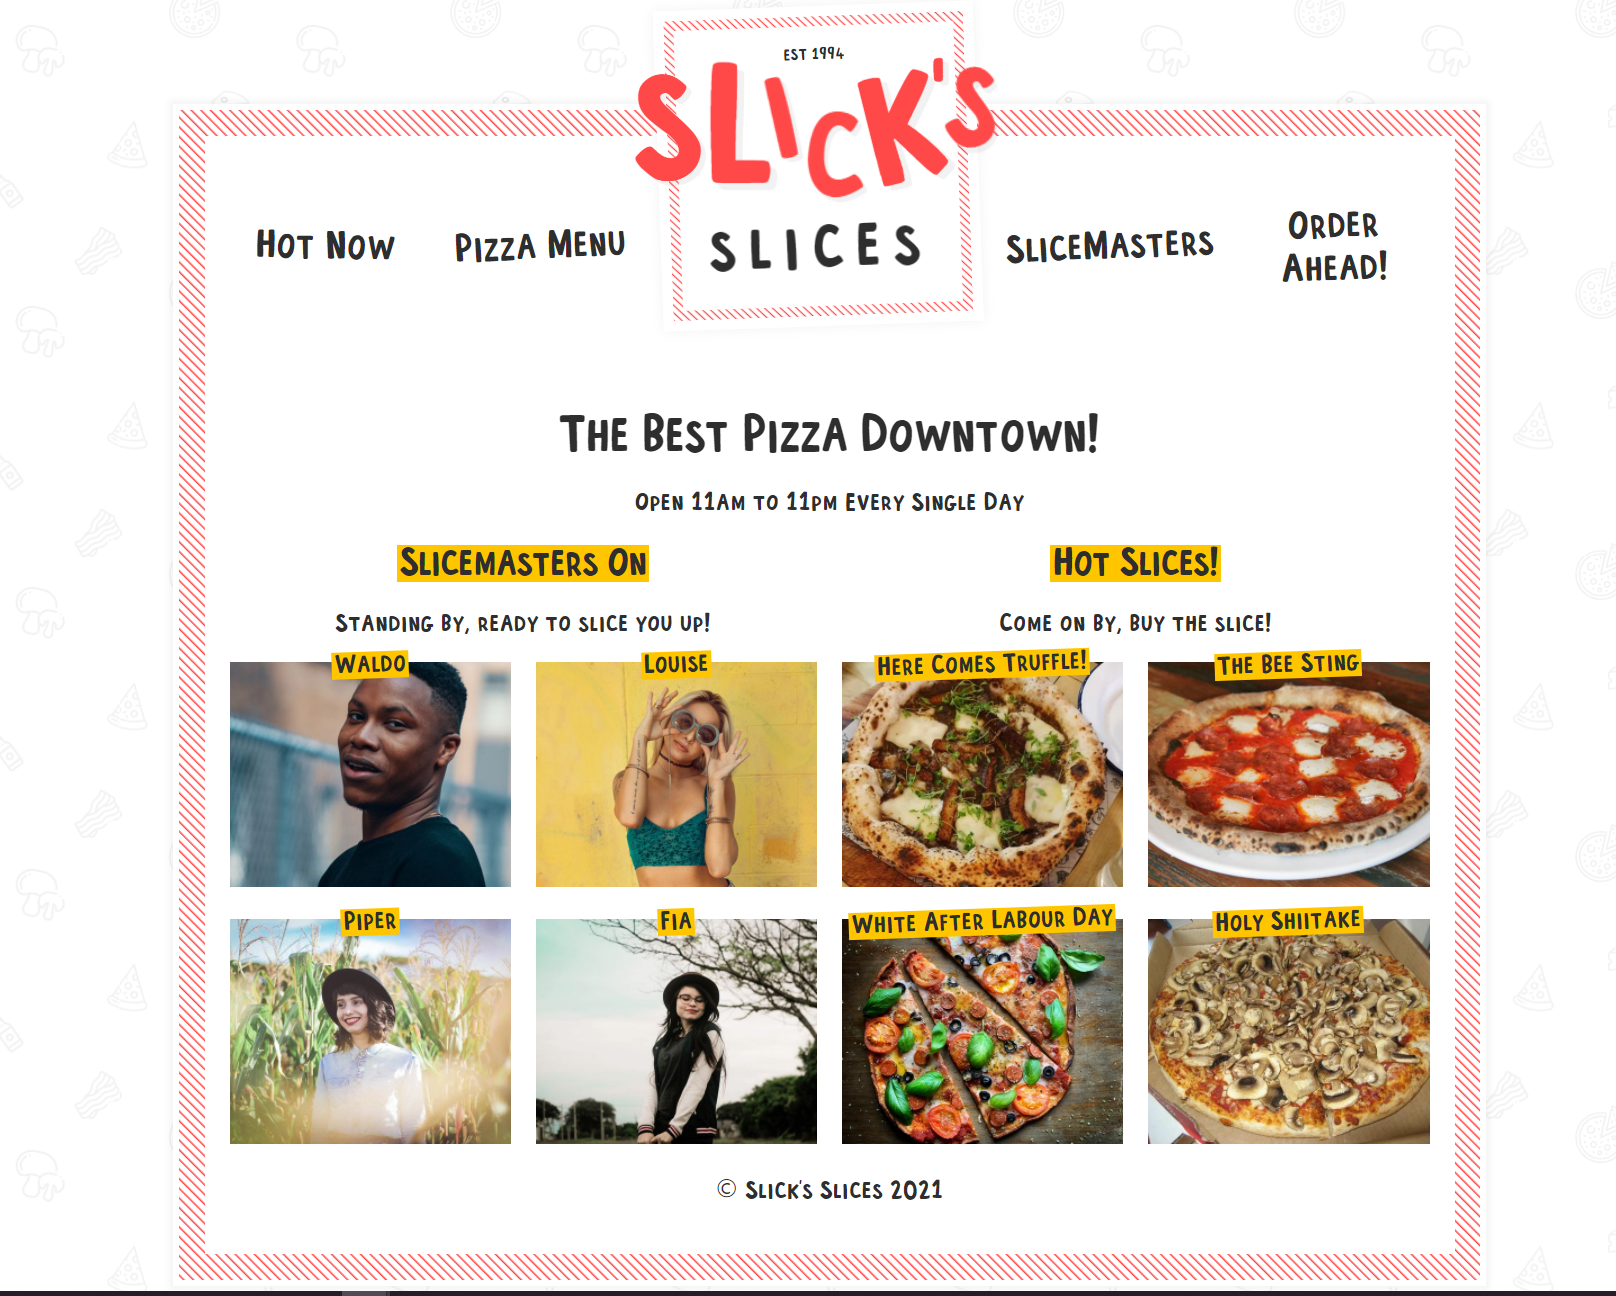 EST 1994
SLICK'S
SLICES
Hot Now
Pizza Menu
SliceMasters
Order
Ahead!
The Best Pizza Downtown!
Open 11am to 11pm Every Single Day
Slicemasters On
Hot Slices!
Standing By, ready to slice you up!
Come on By, buy the slice!
Waldo
Louise
Here Comes Truffle!
The Bee Sting
Piper
Fia
White After Labour Day
Holy Shiitake
© Slick's Slices 2021